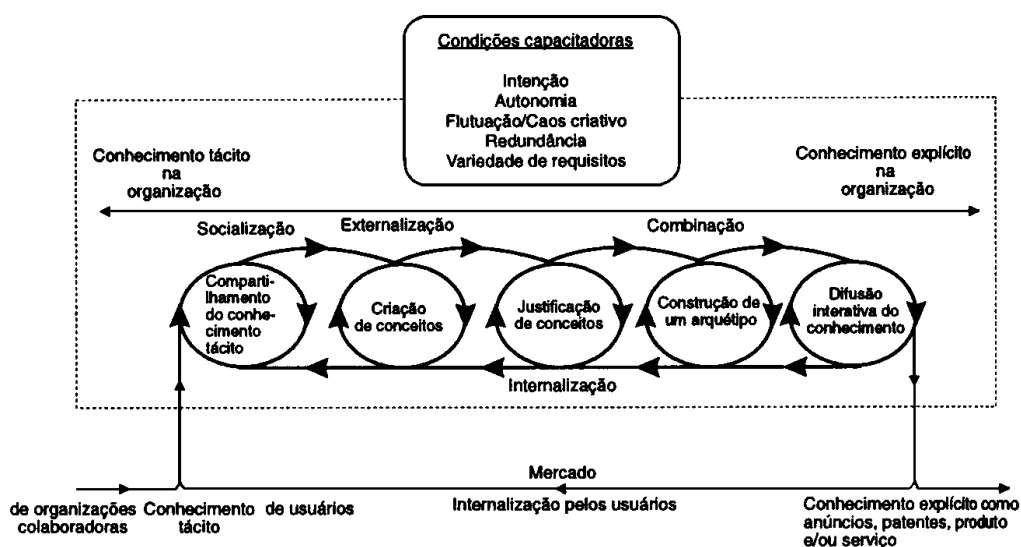 Condições capacitadoras
Intenção
Autonomia
Flutuação/Caos criativo
Redundância
Variedade de requisitos
Conhecimento tácito
na
organização
Conhecimento explícito
na
organização
Socialização
Externalização
Combinação
Comparti-
lhamento
do conhe-
cimento
tácito
Criação
de conceitos
Justificação
de conceitos
Construção de
um arquétipo
Difusão
interativa do
conhecimento
Internalização
Mercado
de organizações
colaboradoras
Conhecimento
tácito
de usuários
Internalização pelos usuários
Conhecimento explícito como
anúncios, patentes, produto
e/ou serviço